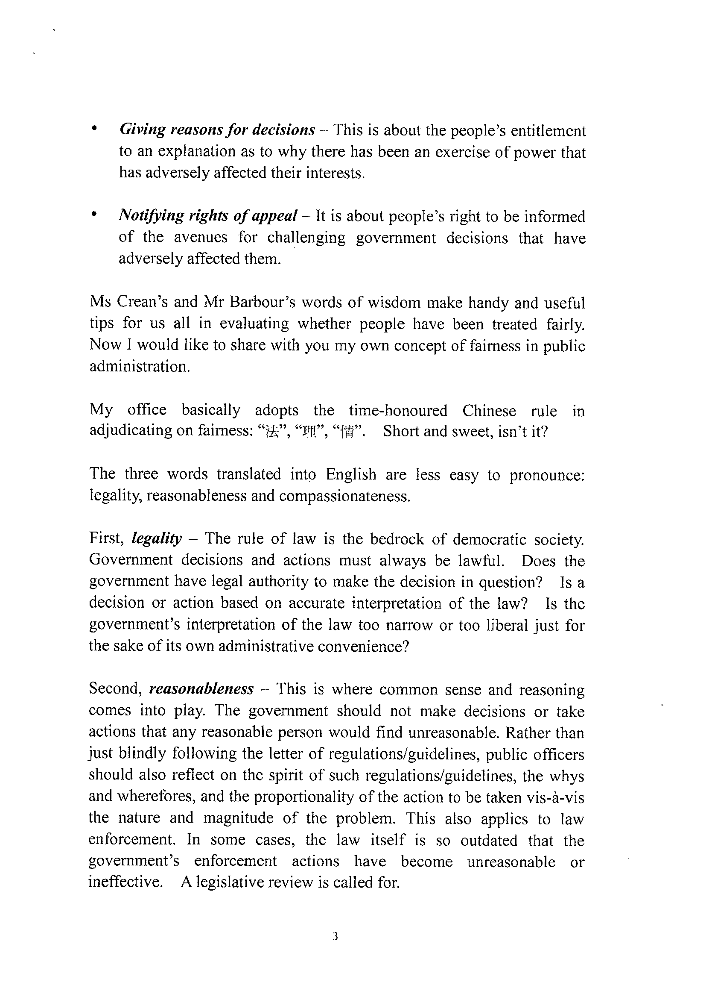 • Giving reasons for decisions – This is about the people’s entitlement
to an explanation as to why there has been an exercise of power that
has adversely affected their interests.
• Notifying rights of appeal – It is about people’s right to be informed
of the avenues for challenging government decisions that have
adversely affected them.
Ms Crean’s and Mr Barbour’s words of wisdom make handy and useful
tips for us all in evaluating whether people have been treated fairly.
Now I would like to share with you my own concept of fairness in public
administration.
My office basically adopts the time-honoured Chinese rule in
adjudicating on fairness: “法”, “理”, “情”. Short and sweet, isn’t it?
The three words translated into English are less easy to pronounce:
legality, reasonableness and compassionateness.
First, legality – The rule of law is the bedrock of democratic society.
Government decisions and actions must always be lawful. Does the
government have legal authority to make the decision in question? Is a
decision or action based on accurate interpretation of the law? Is the
government’s interpretation of the law too narrow or too liberal just for
the sake of its own administrative convenience?
Second, reasonableness – This is where common sense and reasoning
comes into play. The government should not make decisions or take
actions that any reasonable person would find unreasonable. Rather than
just blindly following the letter of regulations/guidelines, public officers
should also reflect on the spirit of such regulations/guidelines, the whys
and wherefores, and the proportionality of the action to be taken vis-à-vis
the nature and magnitude of the problem. This also applies to law
enforcement. In some cases, the law itself is so outdated that the
government’s enforcement actions have become unreasonable or
ineffective. A legislative review is called for.
3